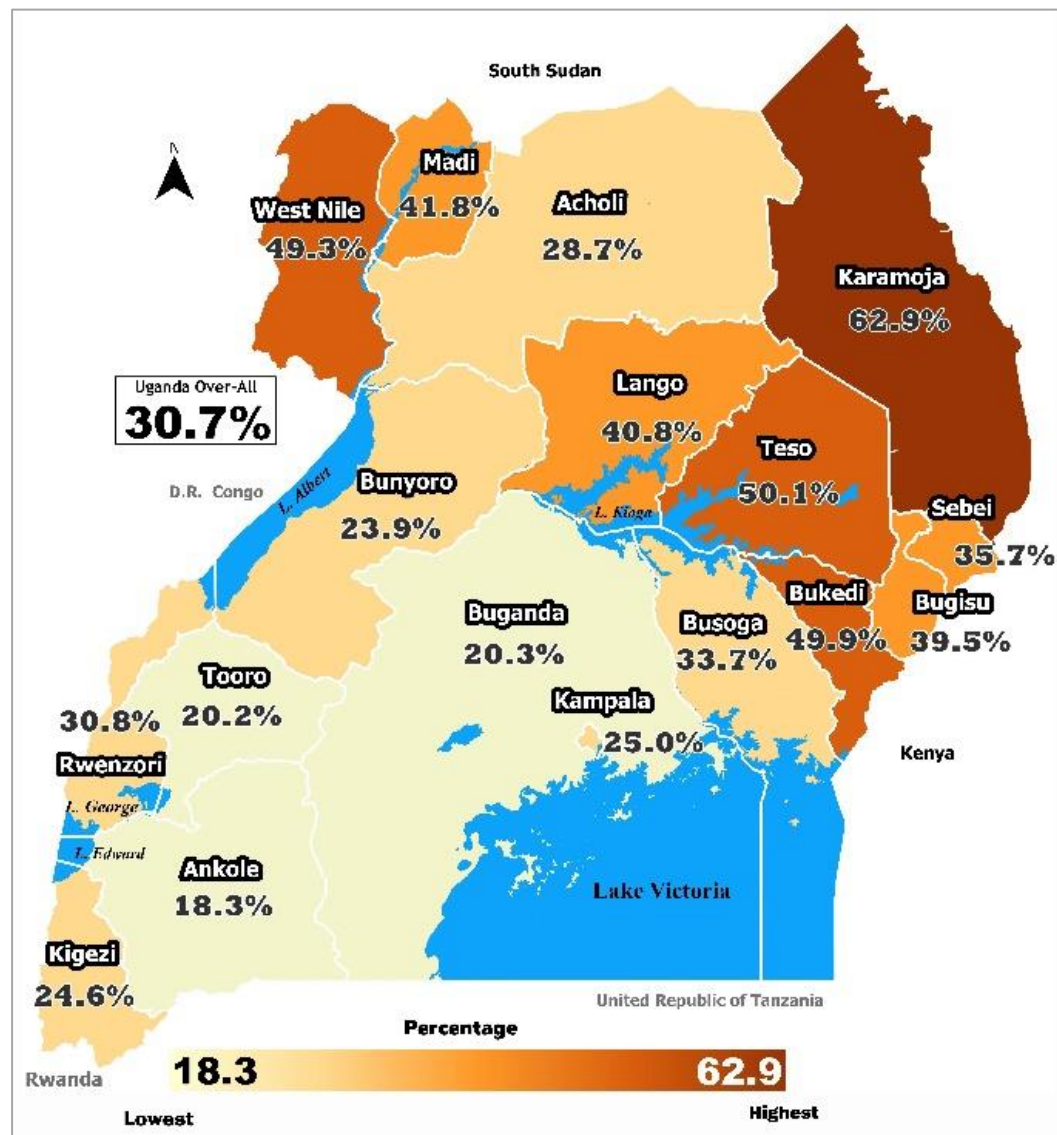 South Sudan
N
Madi
41.8%
West Nile
49.3%
Acholi
28.7%
Karamoja
62.9%
Uganda Over-All
30.7%
Lango
40.8%
Teso
50.1%
D.R. Congo
L. Albert
Bunyoro
23.9%
L. Kioga
Sebei
35.7%
Bukedi
49.9%
Bugisu
39.5%
Buganda
20.3%
Busoga
33.7%
Tooro
20.2%
Kampala
25.0%
30.8%
Rwenzori
Kenya
L. George
L. Edward
Ankole
18.3%
Lake Victoria
Kigezi
24.6%
United Republic of Tanzania
Percentage
18.3
62.9
Rwanda
Lowest
Highest